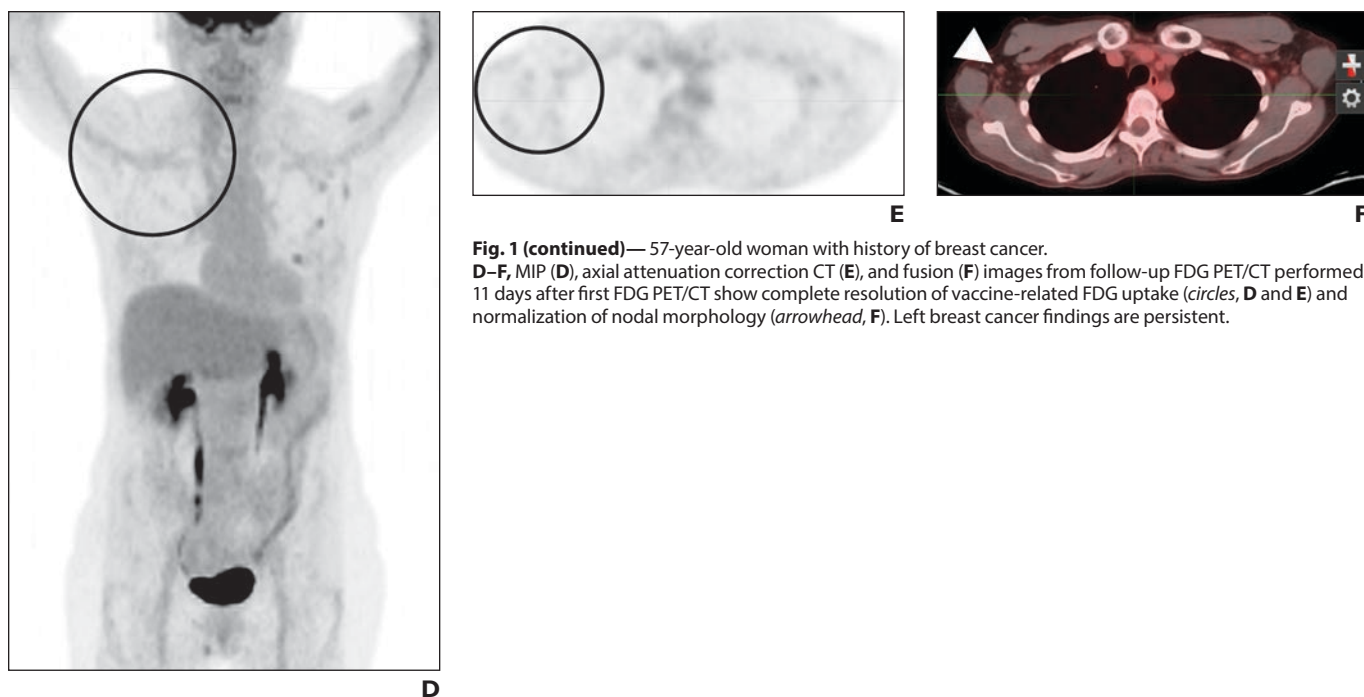 E
F
Fig. 1 (continued)— 57-year-old woman with history of breast cancer.
D–F, MIP (D), axial attenuation correction CT (E), and fusion (F) images from follow-up FDG PET/CT performed
11 days after first FDG PET/CT show complete resolution of vaccine-related FDG uptake (circles, D and E) and
normalization of nodal morphology (arrowhead, F). Left breast cancer findings are persistent.
D